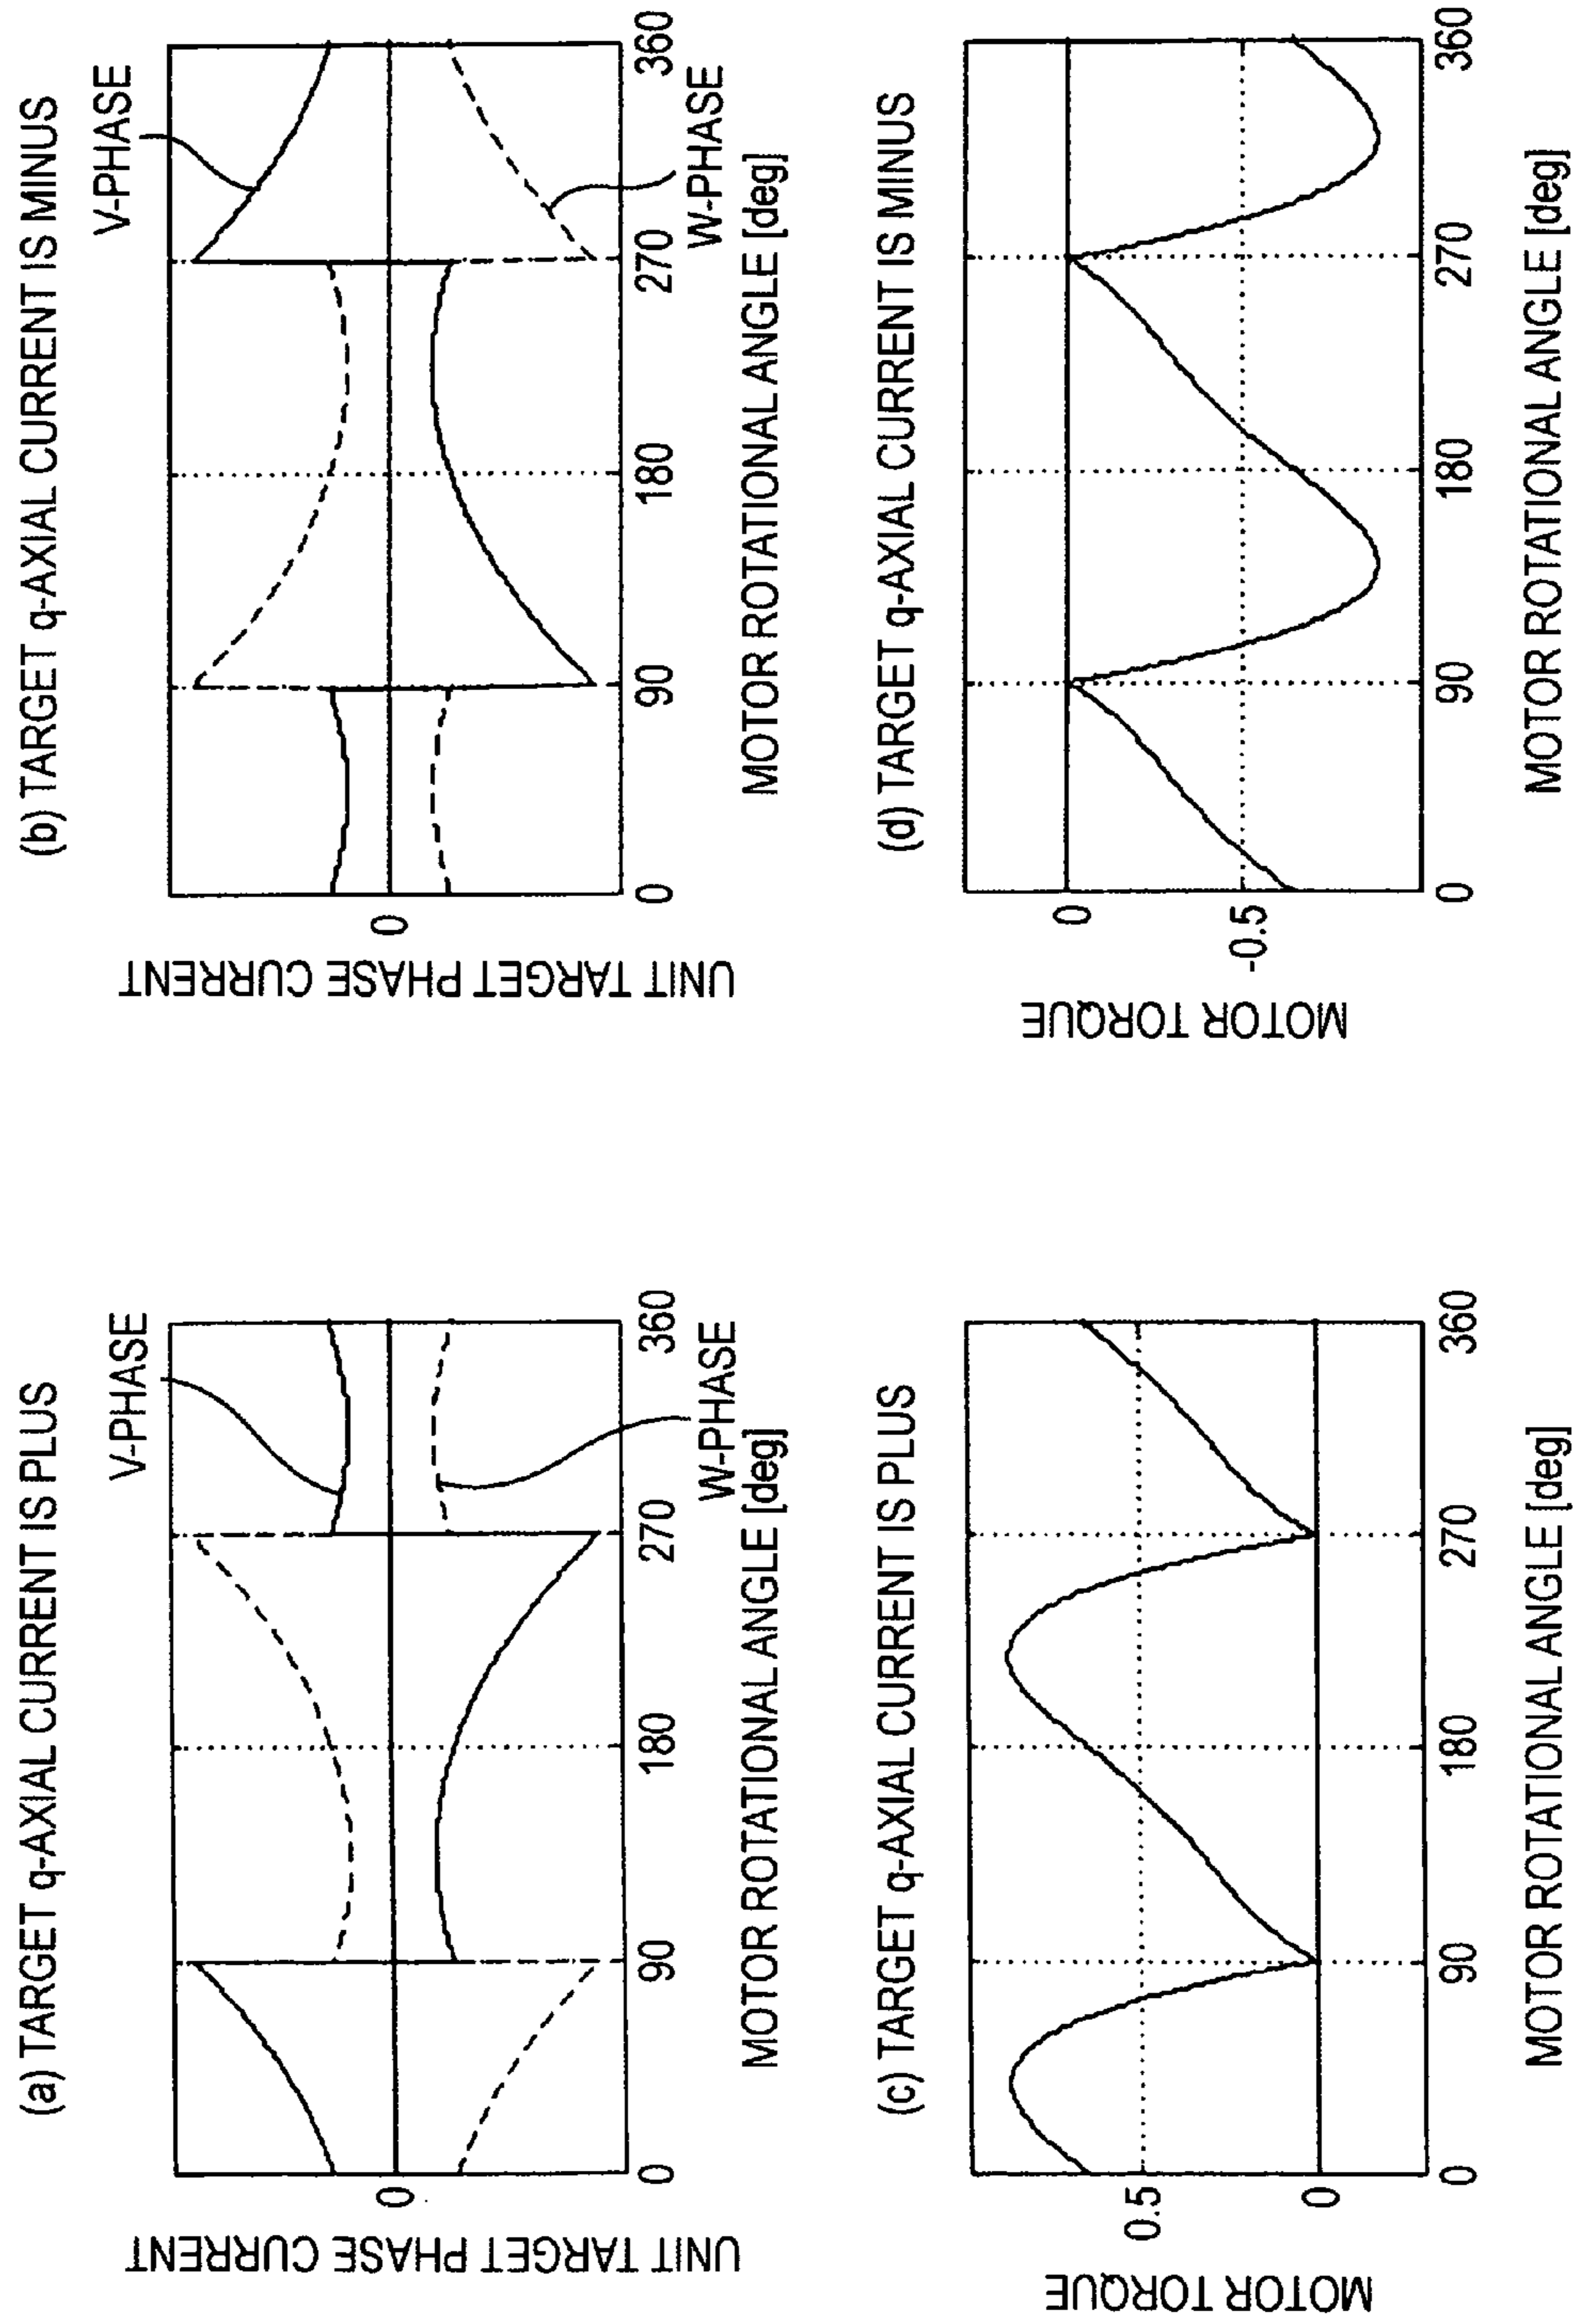 (a) TARGET q-AXIAL CURRENT IS PLUS
V-PHASE
UNIT TARGET PHASE CURRENT
0
0
90
180
270
360
W-PHASE
MOTOR ROTATIONAL ANGLE [deg]
(b) TARGET q-AXIAL CURRENT IS MINUS
V-PHASE
UNIT TARGET PHASE CURRENT
0
0
90
180
270
360
W-PHASE
MOTOR ROTATIONAL ANGLE [deg]
(c) TARGET q-AXIAL CURRENT IS PLUS
MOTOR TORQUE
0.5
0
0
90
180
270
360
MOTOR ROTATIONAL ANGLE [deg]
(d) TARGET q-AXIAL CURRENT IS MINUS
MOTOR TORQUE
0
-0.5
0
90
180
270
360
MOTOR ROTATIONAL ANGLE [deg]